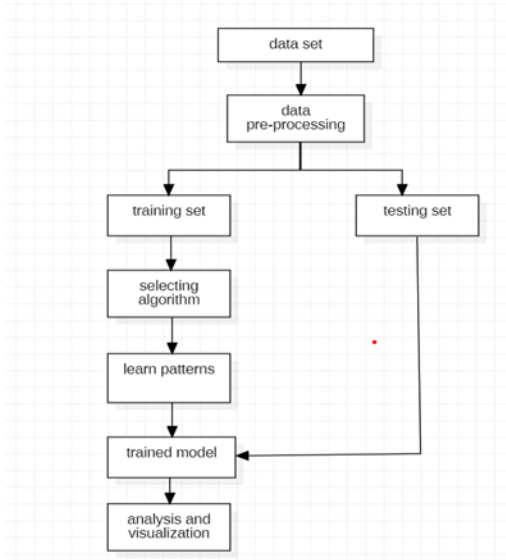 data set
data
pre-processing
training set
testing set
selecting
algorithm
learn patterns
trained model
analysis and
visualization